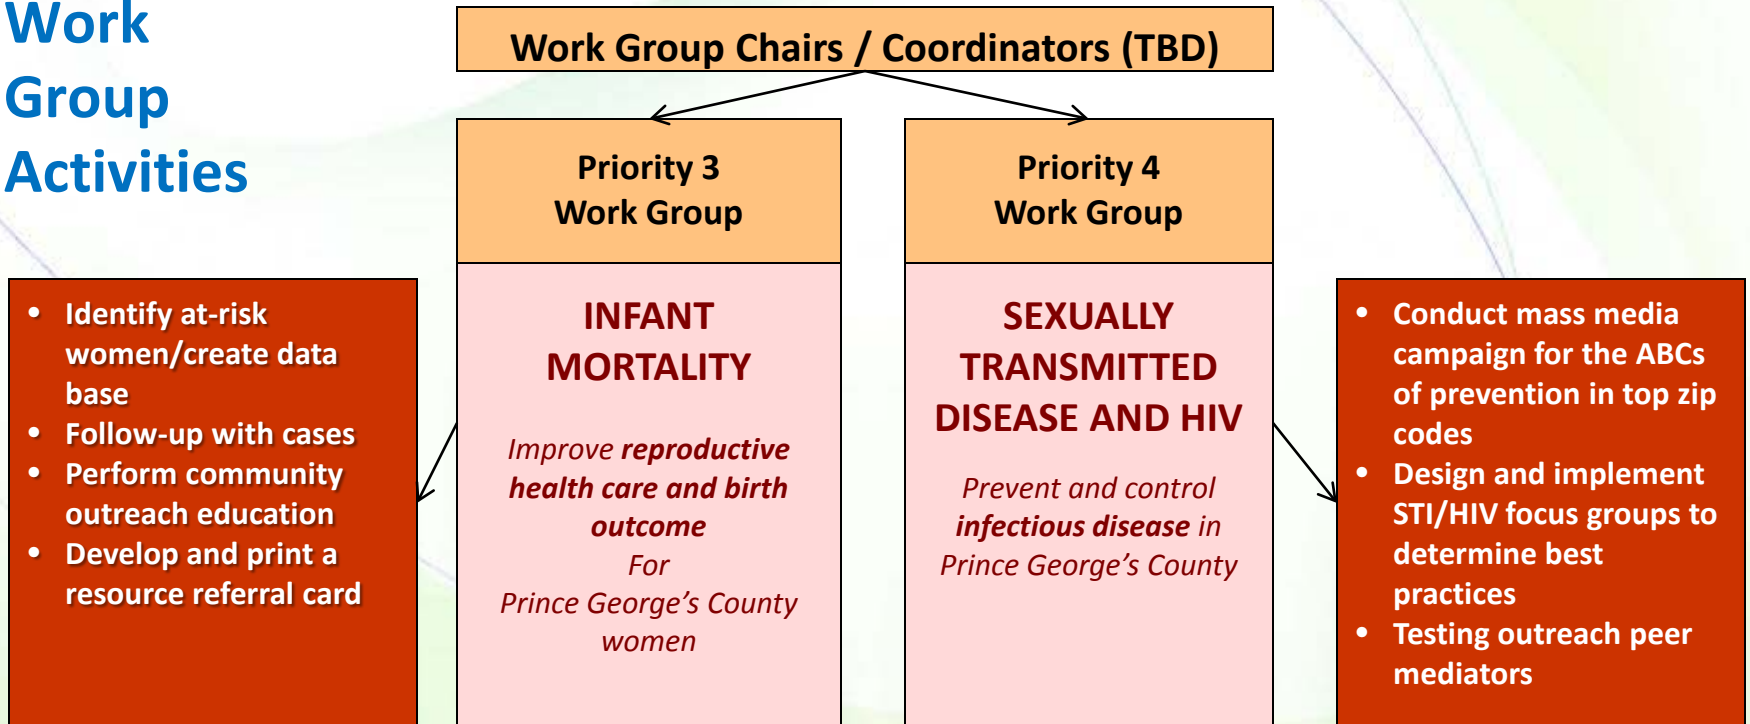 Work
Group
Activities
Work Group Chairs / Coordinators (TBD)
Priority 3
Work Group
Priority 4
Work Group
• Identify at-risk
women/create data
base
• Follow-up with cases
• Perform community
outreach education
• Develop and print a
resource referral card
INFANT
MORTALITY
Improve reproductive
health care and birth
outcome
For
Prince George’s County
women
SEXUALLY
TRANSMITTED
DISEASE AND HIV
Prevent and control
infectious disease in
Prince George’s County
• Conduct mass media
campaign for the ABCs
of prevention in top zip
codes
• Design and implement
STI/HIV focus groups to
determine best
practices
• Testing outreach peer
mediators